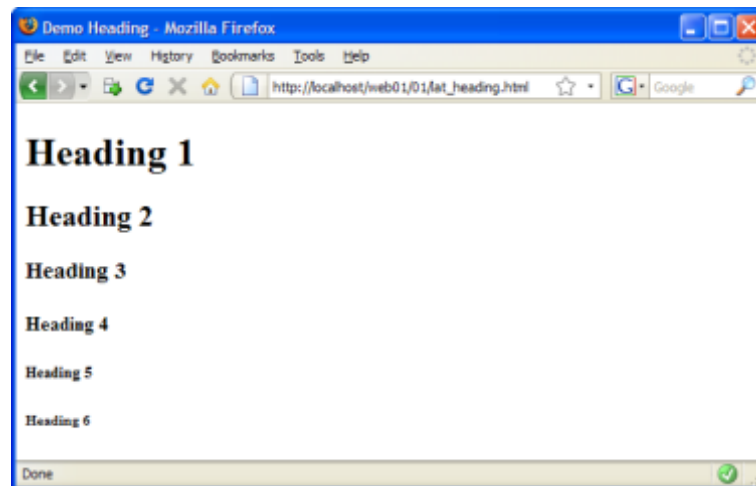 Demo Heading - Mozilla Firefox
File Edit View History Bookmarks Tools Help
http://localhost/web01/01/lat_heading.html G Google
Heading 1
Heading 2
Heading 3
Heading 4
Heading 5
Heading 6
Done